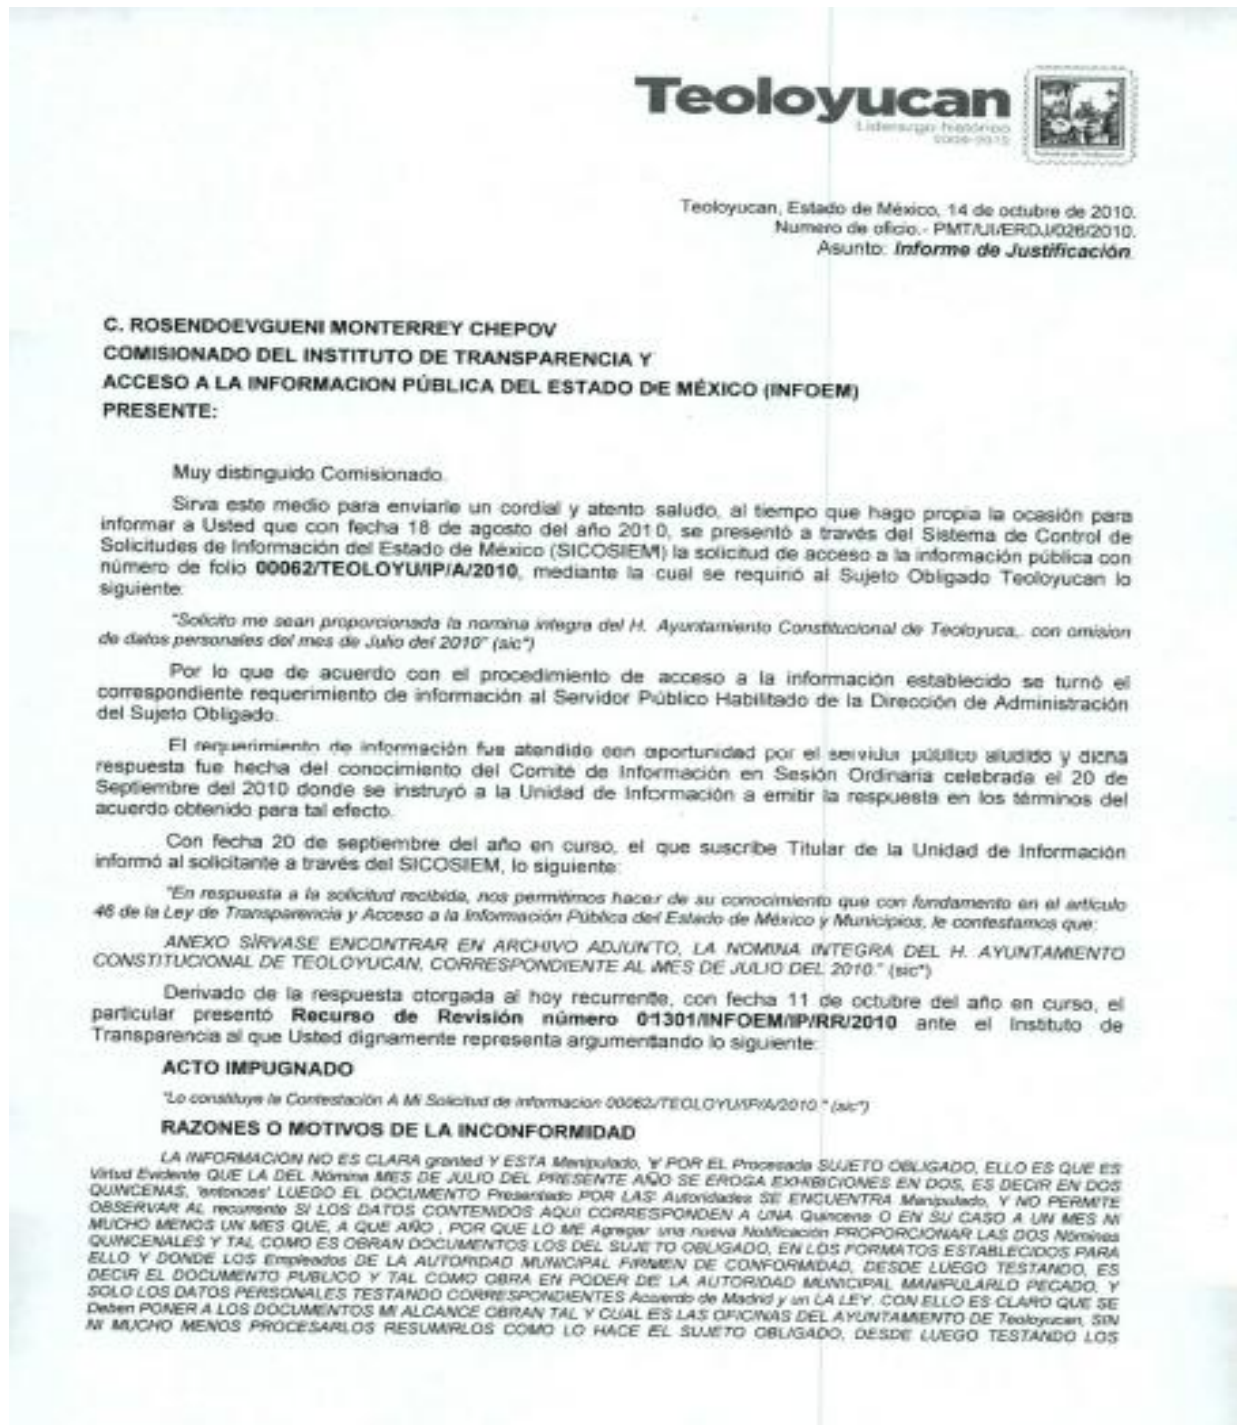 Teoloyucan
Liderazgo histórico
2009-2012
Teoloyucan, Estado de México, 14 de octubre de 2010.
Numero de oficio.- PMT/UI/ERDJ/026/2010.
Asunto: Informe de Justificación.
C. ROSENDOEVGUENI MONTERREY CHEPOV
COMISIONADO DEL INSTITUTO DE TRANSPARENCIA Y
ACCESO A LA INFORMACION PÚBLICA DEL ESTADO DE MÉXICO (INFOEM)
PRESENTE:
Muy distinguido Comisionado.
Sirva este medio para enviarle un cordial y atento saludo, al tiempo que hago propia la ocasión para
informar a Usted que con fecha 18 de agosto del año 2010, se presentó a través del Sistema de Control de
Solicitudes de Información del Estado de México (SICOSIEM) la solicitud de acceso a la información pública con
número de folio 00062/TEOLOYU/IP/A/2010, mediante la cual se requirió al Sujeto Obligado Teoloyucan lo
siguiente:
"Solicito me sean proporcionada la nomina integra del H. Ayuntamiento Constitucional de Teoloyuca,. con omision
de datos personales del mes de Julio del 2010" (sic")
Por lo que de acuerdo con el procedimiento de acceso a la información establecido se turnó el
correspondiente requerimiento de información al Servidor Público Habilitado de la Dirección de Administración
del Sujeto Obligado.
El requerimiento de información fue atendido con oportunidad por el servidor público aludido y dicha
respuesta fue hecha del conocimiento del Comité de Información en Sesión Ordinaria celebrada el 20 de
Septiembre del 2010 donde se instruyó a la Unidad de Información a emitir la respuesta en los términos del
acuerdo obtenido para tal efecto.
Con fecha 20 de septiembre del año en curso, el que suscribe Titular de la Unidad de Información
informó al solicitante a través del SICOSIEM, lo siguiente:
"En respuesta a la solicitud recibida, nos permitimos hacer de su conocimiento que con fundamento en el artículo
46 de la Ley de Transparencia y Acceso a la Información Pública del Estado de México y Municipios, le contestamos que:
ANEXO SÍRVASE ENCONTRAR EN ARCHIVO ADJUNTO, LA NOMINA INTEGRA DEL H. AYUNTAMIENTO
CONSTITUCIONAL DE TEOLOYUCAN, CORRESPONDIENTE AL MES DE JULIO DEL 2010." (sic")
Derivado de la respuesta otorgada al hoy recurrente, con fecha 11 de octubre del año en curso, el
particular presentó Recurso de Revisión número 01301/INFOEM/IP/RR/2010 ante el Instituto de
Transparencia al que Usted dignamente representa argumentando lo siguiente:
ACTO IMPUGNADO
"Lo constituye la Contestación A Mi Solicitud de informacion 00062/TEOLOYU/IP/A/2010 " (sic")
RAZONES O MOTIVOS DE LA INCONFORMIDAD
LA INFORMACION NO ES CLARA granted Y ESTA Manipulado, Y POR EL Procesada SUJETO OBLIGADO, ELLO ES QUE ES
Virtud Evidente QUE LA DEL Nómina MES DE JULIO DEL PRESENTE AÑO SE EROGA EXHIBICIONES EN DOS, ES DECIR EN DOS
QUINCENAS, 'entonces' LUEGO EL DOCUMENTO Presentado POR LAS Autoridades SE ENCUENTRA Manipulado, Y NO PERMITE
OBSERVAR AL recurrente SI LOS DATOS CONTENIDOS AQUI CORRESPONDEN A UNA Quincena O EN SU CASO A UN MES NI
MUCHO MENOS UN MES QUE, A QUE AÑO , POR QUE LO ME Agregar una nueva Notificación PROPORCIONAR LAS DOS Nóminas
QUINCENALES Y TAL COMO ES OBRAN DOCUMENTOS LOS DEL SUJETO OBLIGADO, EN LOS FORMATOS ESTABLECIDOS PARA
ELLO Y DONDE LOS Empleados DE LA AUTORIDAD MUNICIPAL FIRMEN DE CONFORMIDAD, DESDE LUEGO TESTANDO, ES
DECIR EL DOCUMENTO PUBLICO Y TAL COMO OBRA EN PODER DE LA AUTORIDAD MUNICIPAL MANIPULARLO PECADO, Y
SOLO LOS DATOS PERSONALES TESTANDO CORRESPONDIENTES Acuerdo de Madrid y un LA LEY, CON ELLO ES CLARO QUE SE
Deben PONER A LOS DOCUMENTOS MI ALCANCE OBRAN TAL Y CUAL ES LAS OFICINAS DEL AYUNTAMIENTO DE Teoloyucan, SIN
NI MUCHO MENOS PROCESARLOS RESUMIRLOS COMO LO HACE EL SUJETO OBLIGADO, DESDE LUEGO TESTANDO LOS